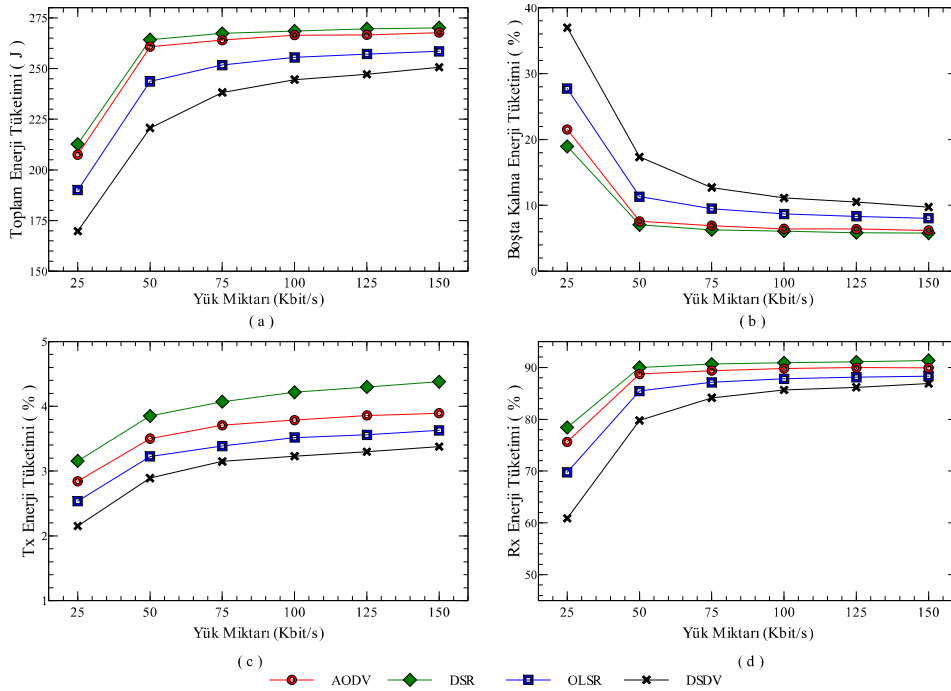 Toplam Enerji Tüketimi ( J )
275
250
225
200
175
150
25 50 75 100 125 150
Yük Miktarı (Kbit/s)
( a )
Boşta Kalma Enerji Tüketimi ( % )
40
30
20
10
0
25 50 75 100 125 150
Yük Miktarı (Kbit/s)
( b )
Tx Enerji Tüketimi ( % )
5
4
3
2
1
25 50 75 100 125 150
Yük Miktarı (Kbit/s)
( c )
Rx Enerji Tüketimi ( % )
90
80
70
60
50
25 50 75 100 125 150
Yük Miktarı (Kbit/s)
( d )
AODV DSR OLSR DSDV